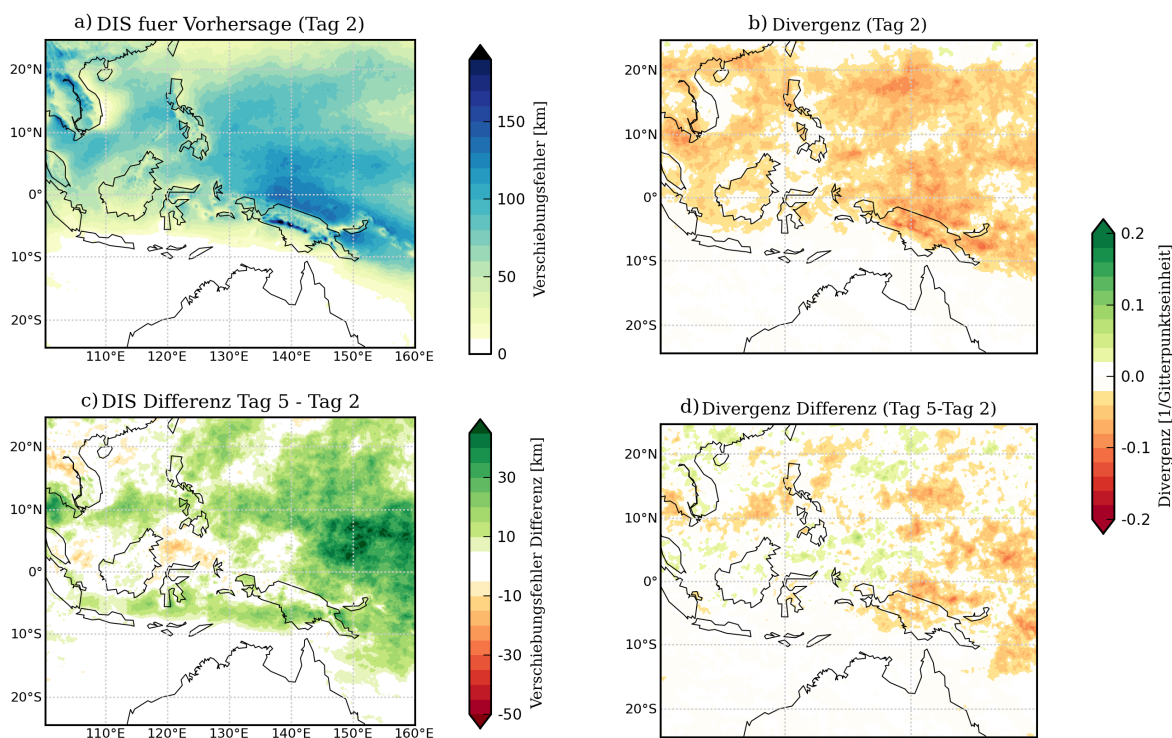 a) DIS fuer Vorhersage (Tag 2)
20°N
10°N
0°
10°S
20°S
110°E
120°E
130°E
140°E
150°E
160°E
150
100
50
0
Verschiebungsfehler [km]
b) Divergenz (Tag 2)
20°N
10°N
0°
10°S
20°S
0.2
0.1
0.0
-0.1
-0.2
Divergenz [1/Gitterpunktseinheit]
c) DIS Differenz Tag 5 - Tag 2
20°N
10°N
0°
10°S
20°S
110°E
120°E
130°E
140°E
150°E
160°E
30
10
-10
-30
-50
Verschiebungsfehler Differenz [km]
d) Divergenz Differenz (Tag 5-Tag 2)
20°N
10°N
0°
10°S
20°S